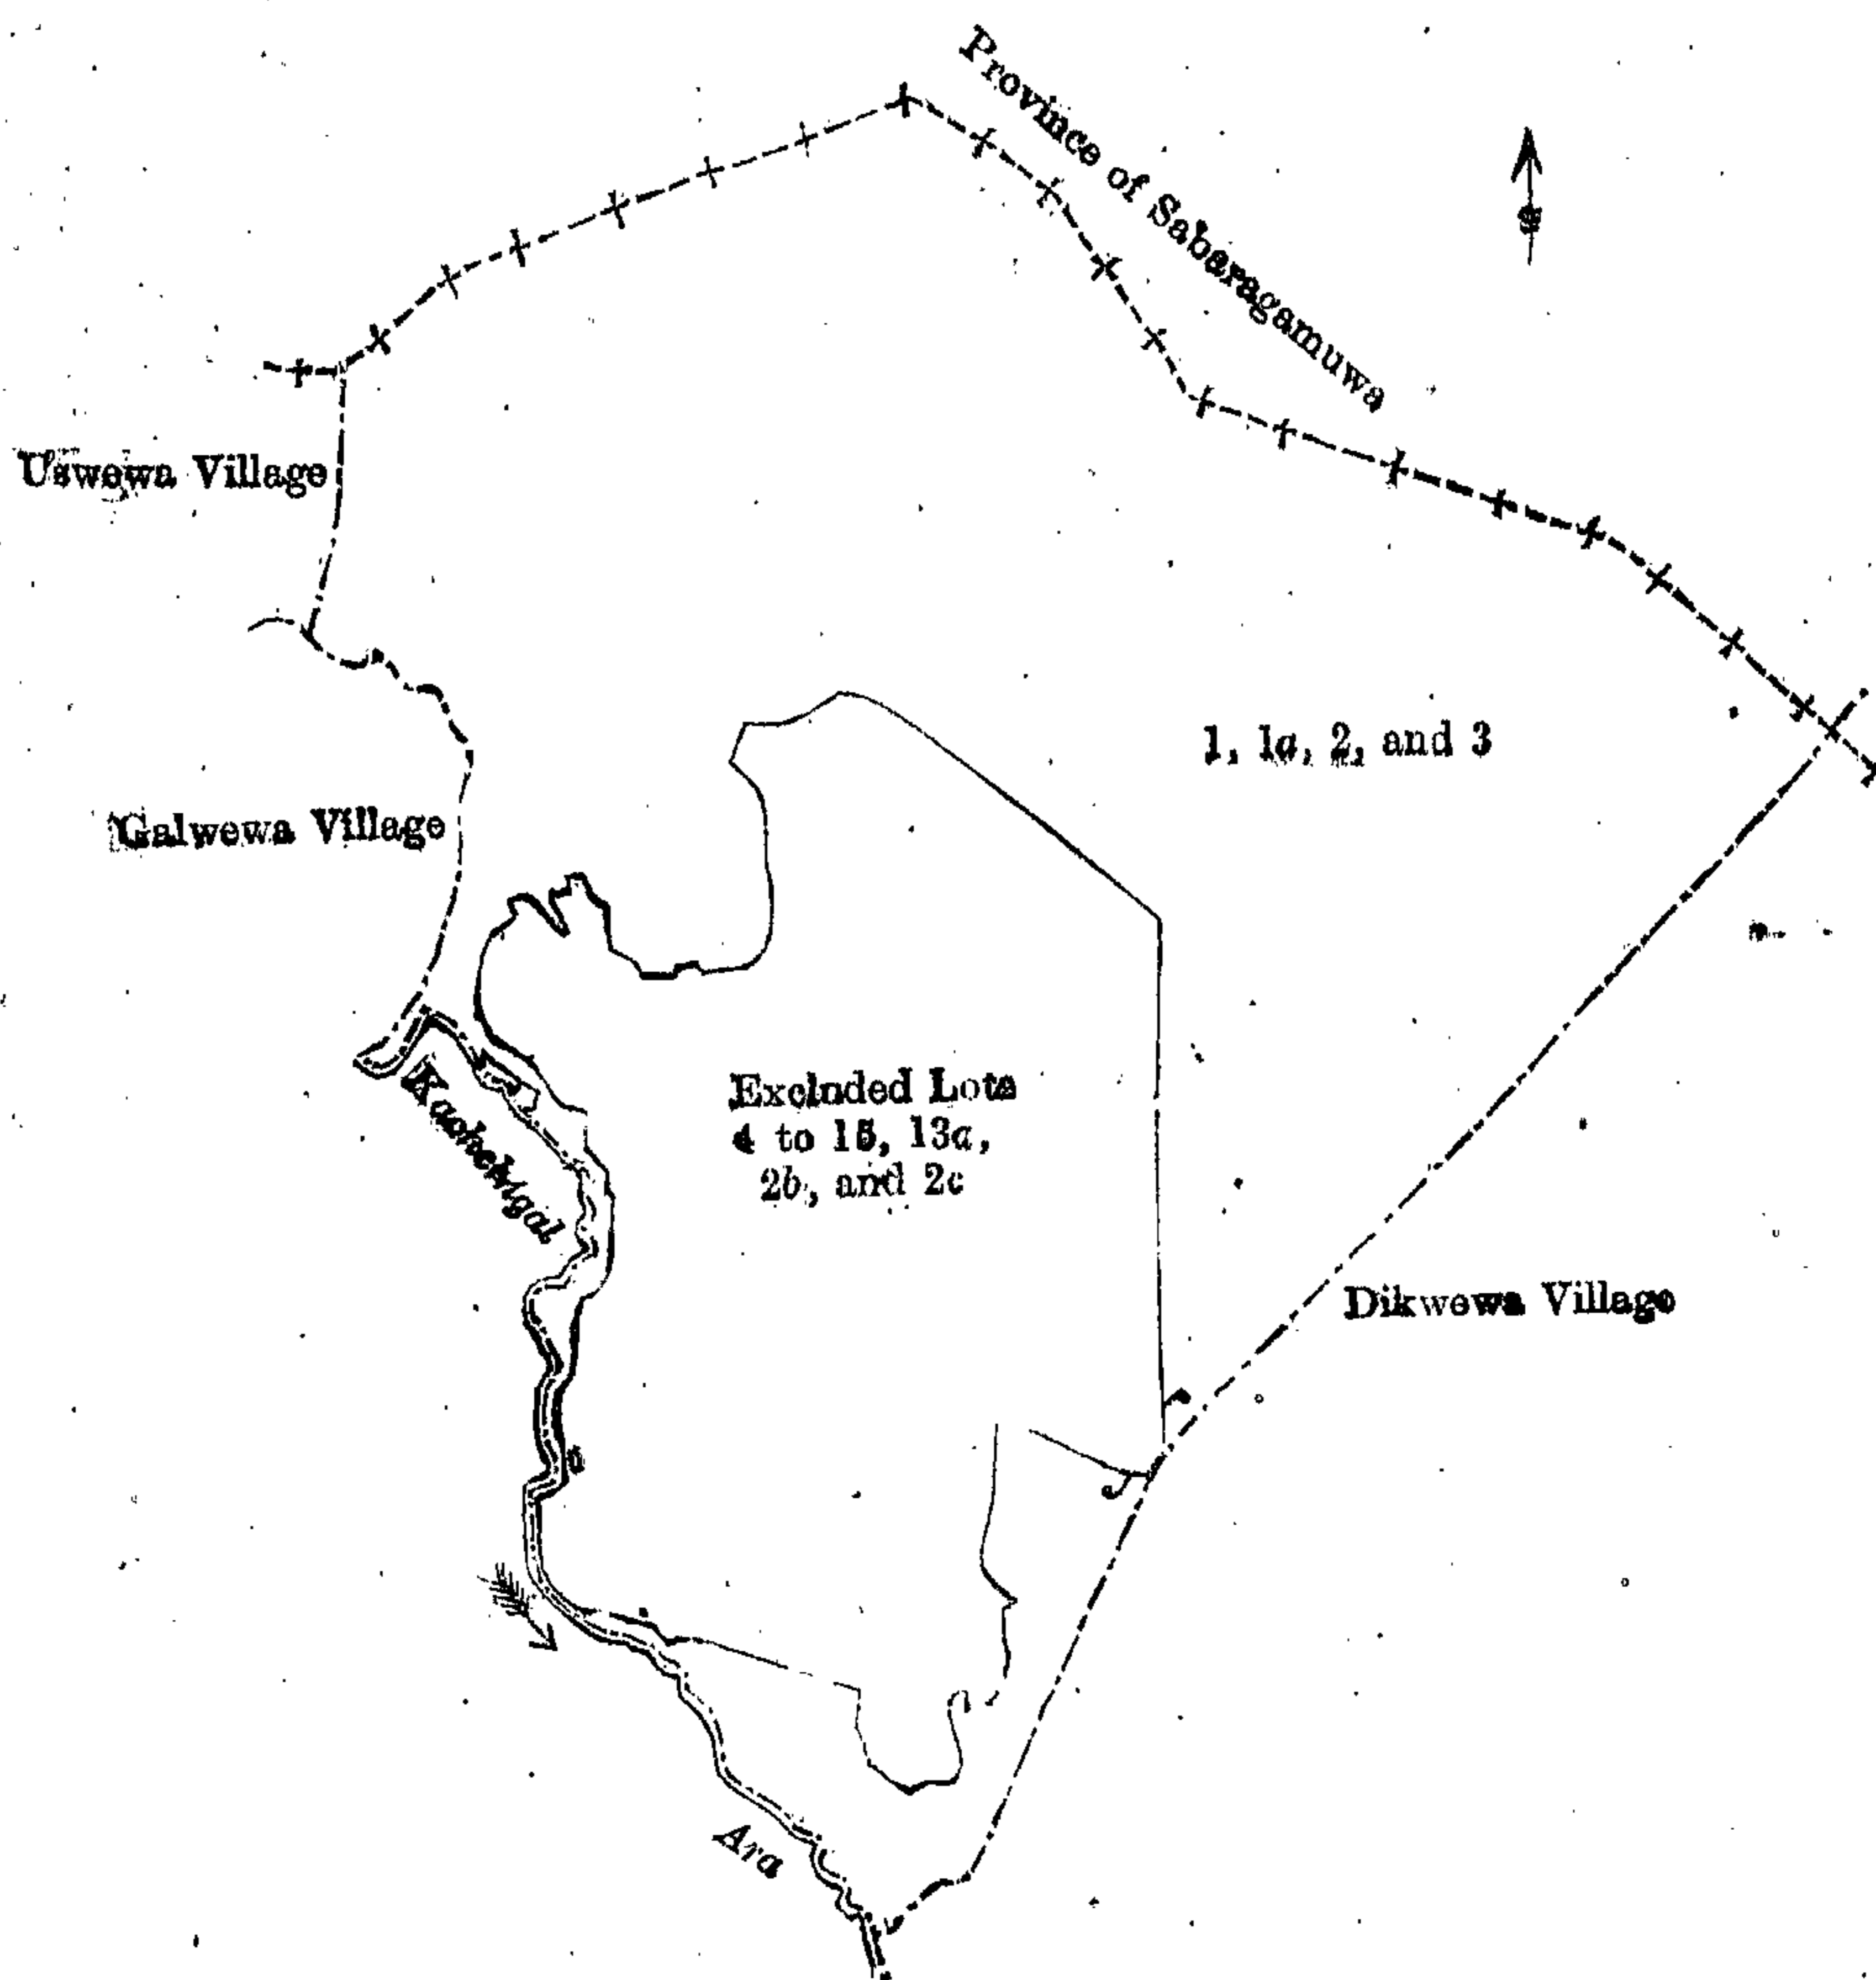 Province of Sabaragamuwa
Uswewa Village
1, 1a, 2, and 3
Galwewa Village
Excluded Lots
4 to 15, 13a,
2b, and 2c
Dikwewa Village
Ara